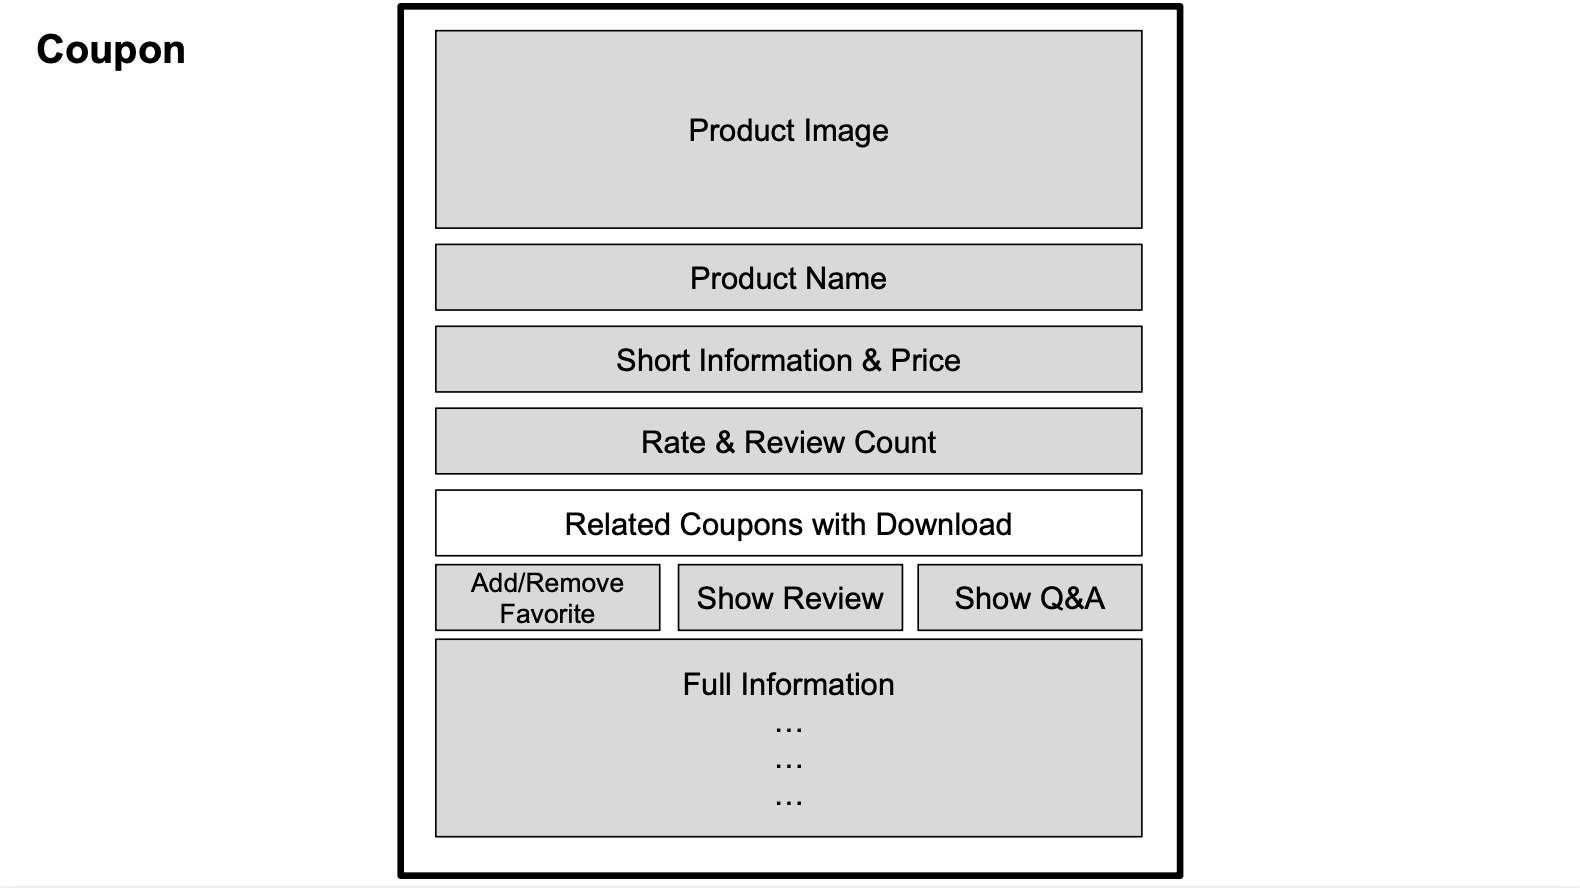 Coupon
Product Image
Product Name
Short Information & Price
Rate & Review Count
Related Coupons with Download
Add/Remove
Favorite
Show Review
Show Q&A
Full Information
...
...
...